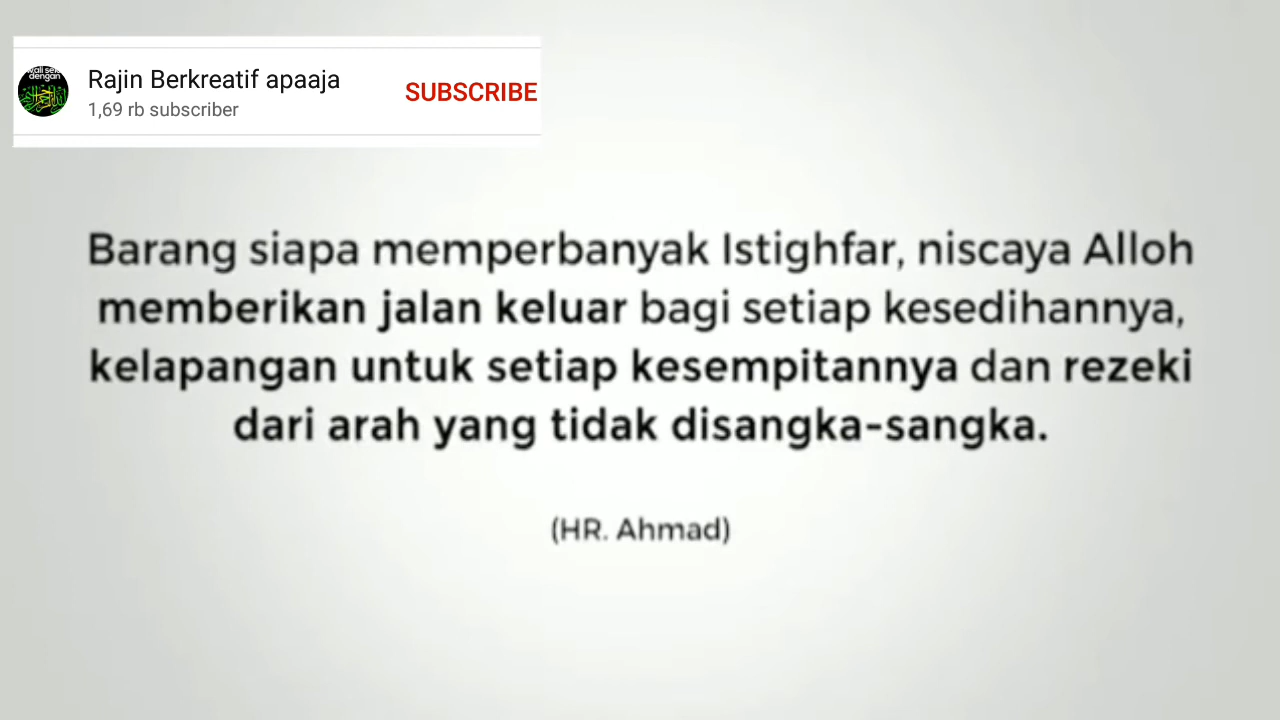 Rajin Berkreatif apaaja
1,69 rb subscriber
SUBSCRIBE
Barang siapa memperbanyak Istighfar, niscaya Alloh
memberikan jalan keluar bagi setiap kesedihannya,
kelapangan untuk setiap kesempitannya dan rezeki
dari arah yang tidak disangka-sangka.
(HR. Ahmad)